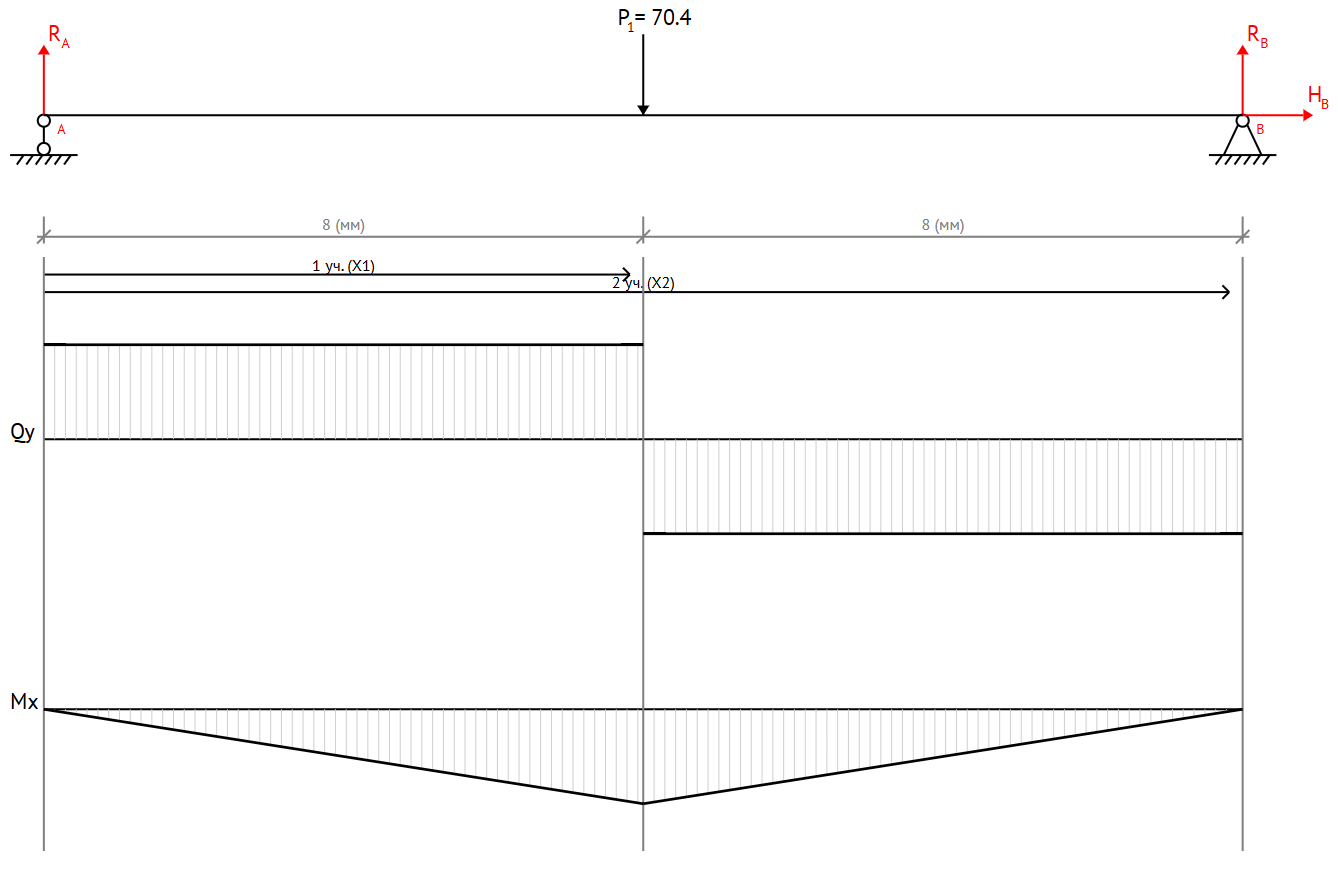 P1= 70.4
RA
RB
HB
A
B
8 (мм)
8 (мм)
1 уч. (X1)
2 уч. (X2)
Qy
Mx